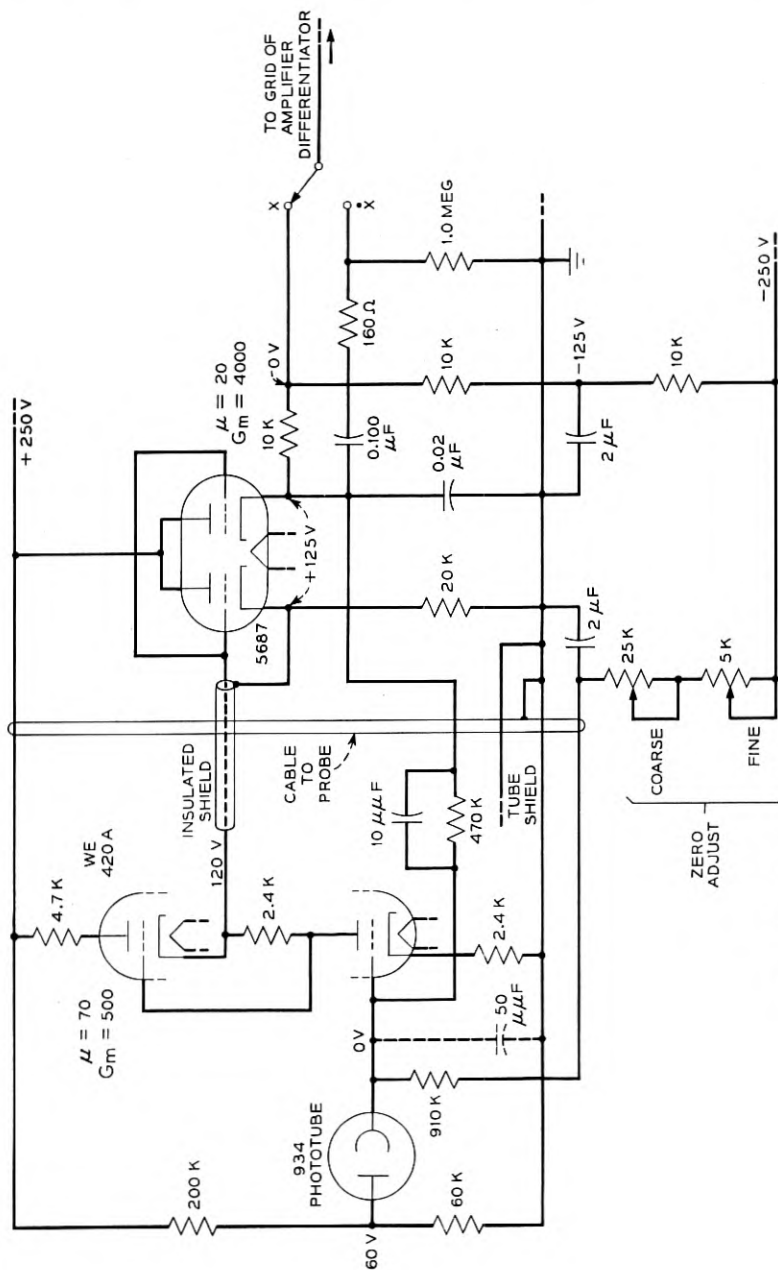 +250 V
4.7 K
WE
420 A
μ = 70
Gm = 500
200 K
120 V
INSULATED
SHIELD
2.4 K
5687
μ = 20
Gm = 4000
+125 V
-0 V
10 K
X
TO GRID OF
AMPLIFIER
DIFFERENTIATOR
Ẋ
CABLE
TO
PROBE
934
PHOTOTUBE
0 V
60 V
60 K
910 K
50
μμF
2.4 K
10 μμF
470 K
TUBE
SHIELD
20 K
0.02
μF
0.100
μF
160 Ω
1.0 MEG
10 K
-125 V
2 μF
2 μF
10 K
25 K
COARSE
5 K
FINE
ZERO
ADJUST
-250 V